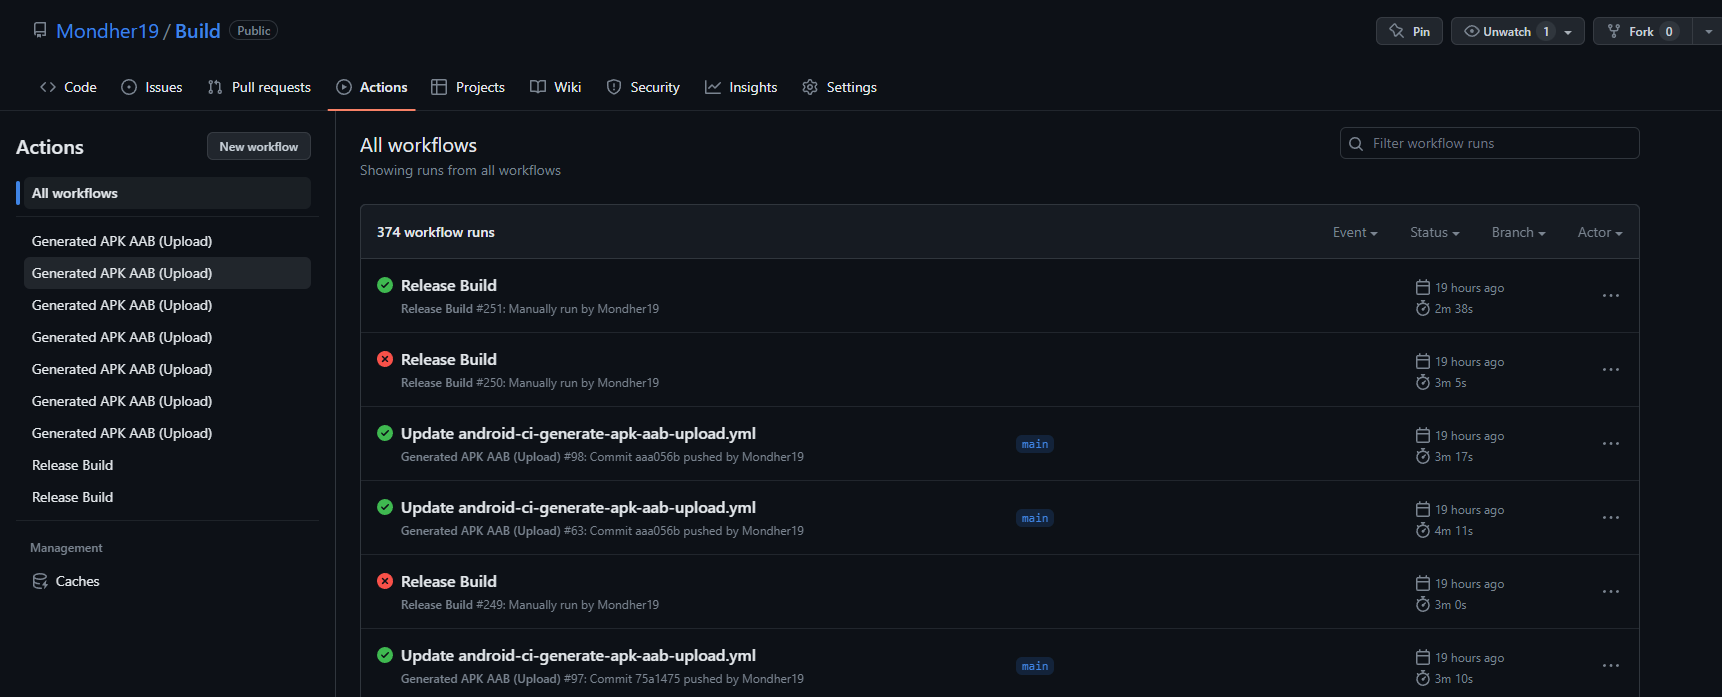 Mondher19 / Build Public
Pin Unwatch 1 Fork 0
Code Issues Pull requests Actions Projects Wiki Security Insights Settings
Actions
New workflow
All workflows
Generated APK AAB (Upload)
Generated APK AAB (Upload)
Generated APK AAB (Upload)
Generated APK AAB (Upload)
Generated APK AAB (Upload)
Generated APK AAB (Upload)
Generated APK AAB (Upload)
Release Build
Release Build
Management
Caches
All workflows
Showing runs from all workflows
Filter workflow runs
374 workflow runs
Event Status Branch Actor
Release Build
Release Build #251: Manually run by Mondher19
19 hours ago
2m 38s
Release Build
Release Build #250: Manually run by Mondher19
19 hours ago
3m 5s
Update android-ci-generate-apk-aab-upload.yml
Generated APK AAB (Upload) #98: Commit aaa056b pushed by Mondher19
main
19 hours ago
3m 17s
Update android-ci-generate-apk-aab-upload.yml
Generated APK AAB (Upload) #63: Commit aaa056b pushed by Mondher19
main
19 hours ago
4m 11s
Release Build
Release Build #249: Manually run by Mondher19
19 hours ago
3m 0s
Update android-ci-generate-apk-aab-upload.yml
Generated APK AAB (Upload) #97: Commit 75a1475 pushed by Mondher19
main
19 hours ago
3m 10s